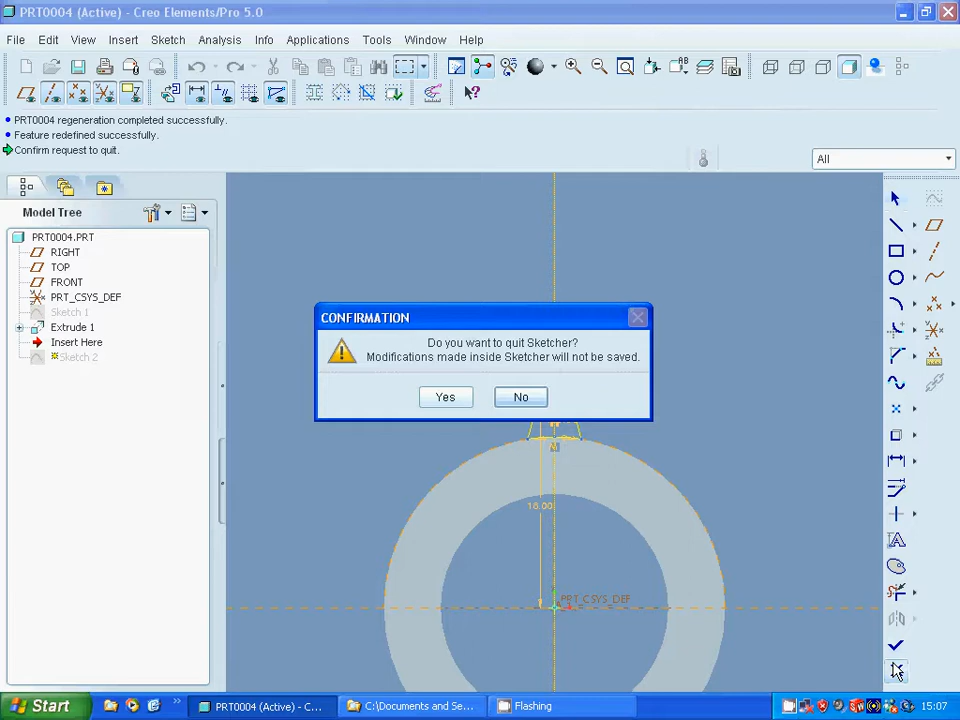 PRT0004 (Active) - Creo Elements/Pro 5.0
File Edit View Insert Sketch Analysis Info Applications Tools Window Help
PRT0004 regeneration completed successfully.
Feature redefined successfully.
Confirm request to quit.
All
Model Tree
PRT0004.PRT
RIGHT
TOP
FRONT
PRT_CSYS_DEF
Sketch 1
Extrude 1
Insert Here
Sketch 2
CONFIRMATION
Do you want to quit Sketcher?
Modifications made inside Sketcher will not be saved.
Yes No
18.00
PRT_CSYS_DEF
Start
PRT0004 (Active) - C...
C:\Documents and Se...
Flashing
15:07